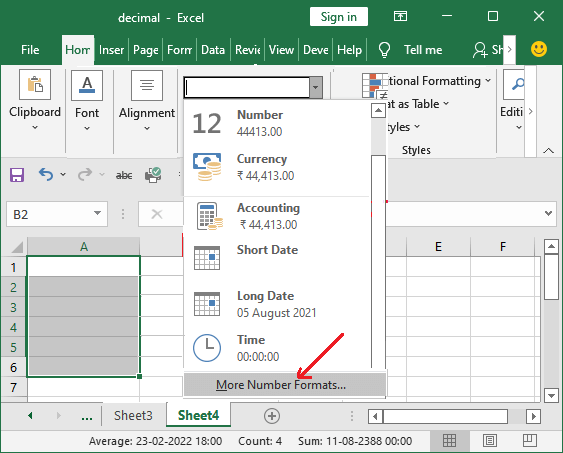 decimal - Excel
Sign in
File Hom Inser Page Forr Data Revie View Deve Help Tell me Sh
Clipboard
Font
Alignment
tional Formatting
at as Table
tyles
Styles
Editi
Number
44413.00
Currency
₹ 44,413.00
Accounting
₹ 44,413.00
Short Date
Long Date
05 August 2021
Time
00:00:00
More Number Formats...
abc
B2
A E F
1
2
3
4
5
6
7
... Sheet3 Sheet4
Average: 23-02-2022 18:00 Count: 4 Sum: 11-08-2388 00:00